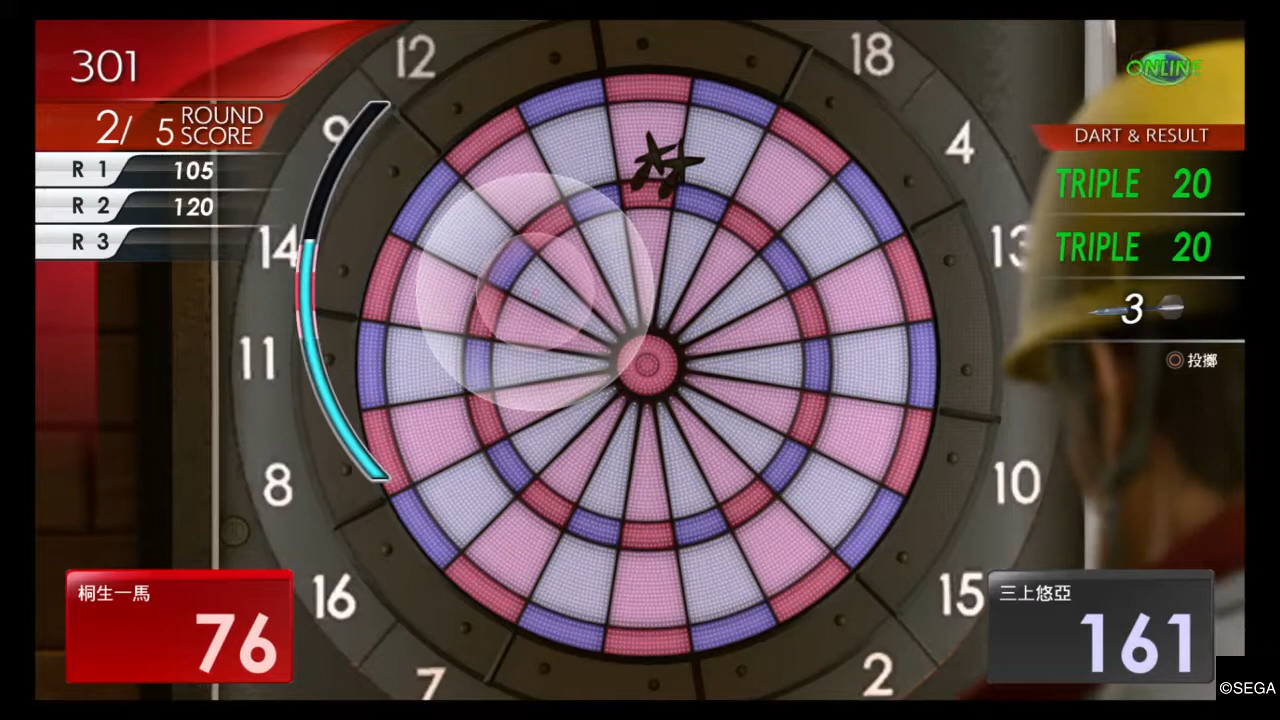 301
2/ 5 ROUND SCORE
R 1 105
R 2 120
R 3
12
18
9
4
14
13
11
8
10
16
15
7
2
ONLINE
DART & RESULT
TRIPLE 20
TRIPLE 20
3
投擲
桐生一馬
76
三上悠亞
161
©SEGA